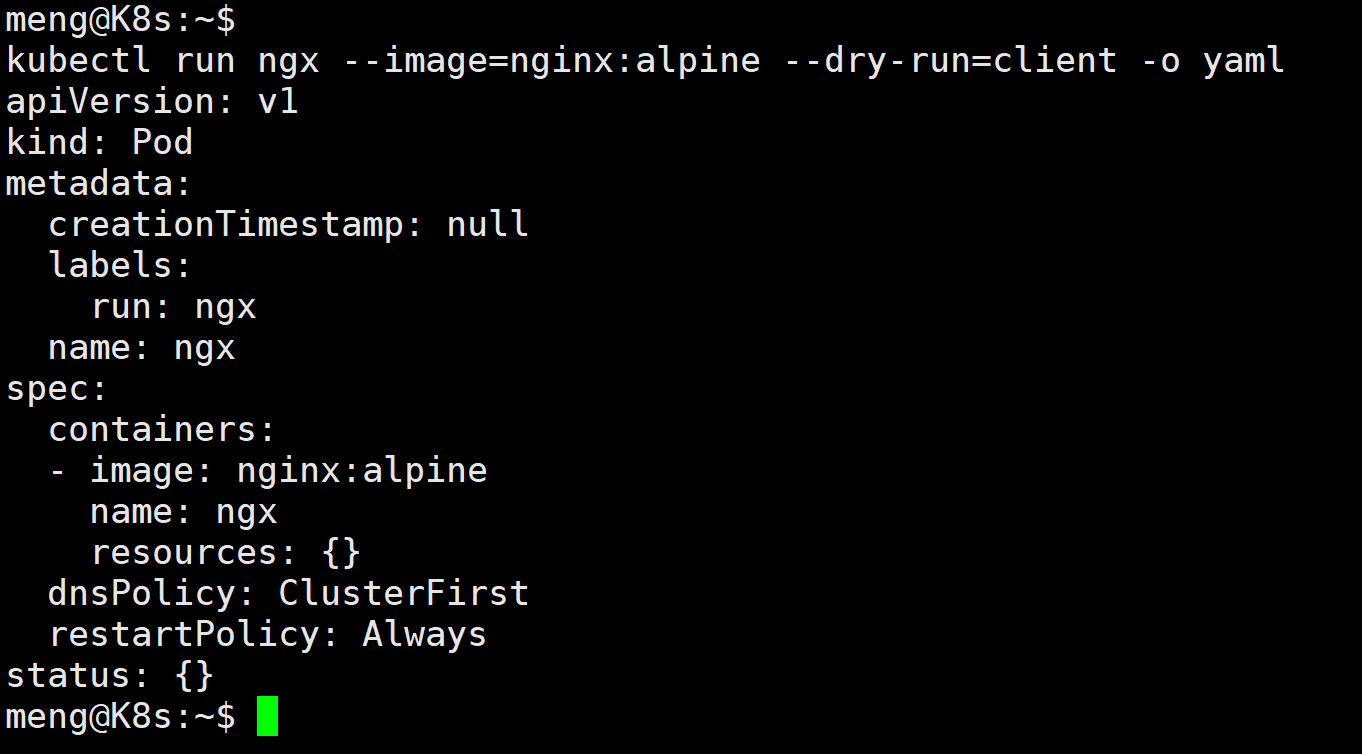 meng@K8s:~$
kubectl run ngx --image=nginx:alpine --dry-run=client -o yaml
apiVersion: v1
kind: Pod
metadata:
  creationTimestamp: null
  labels:
    run: ngx
  name: ngx
spec:
  containers:
  - image: nginx:alpine
    name: ngx
    resources: {}
  dnsPolicy: ClusterFirst
  restartPolicy: Always
status: {}
meng@K8s:~$